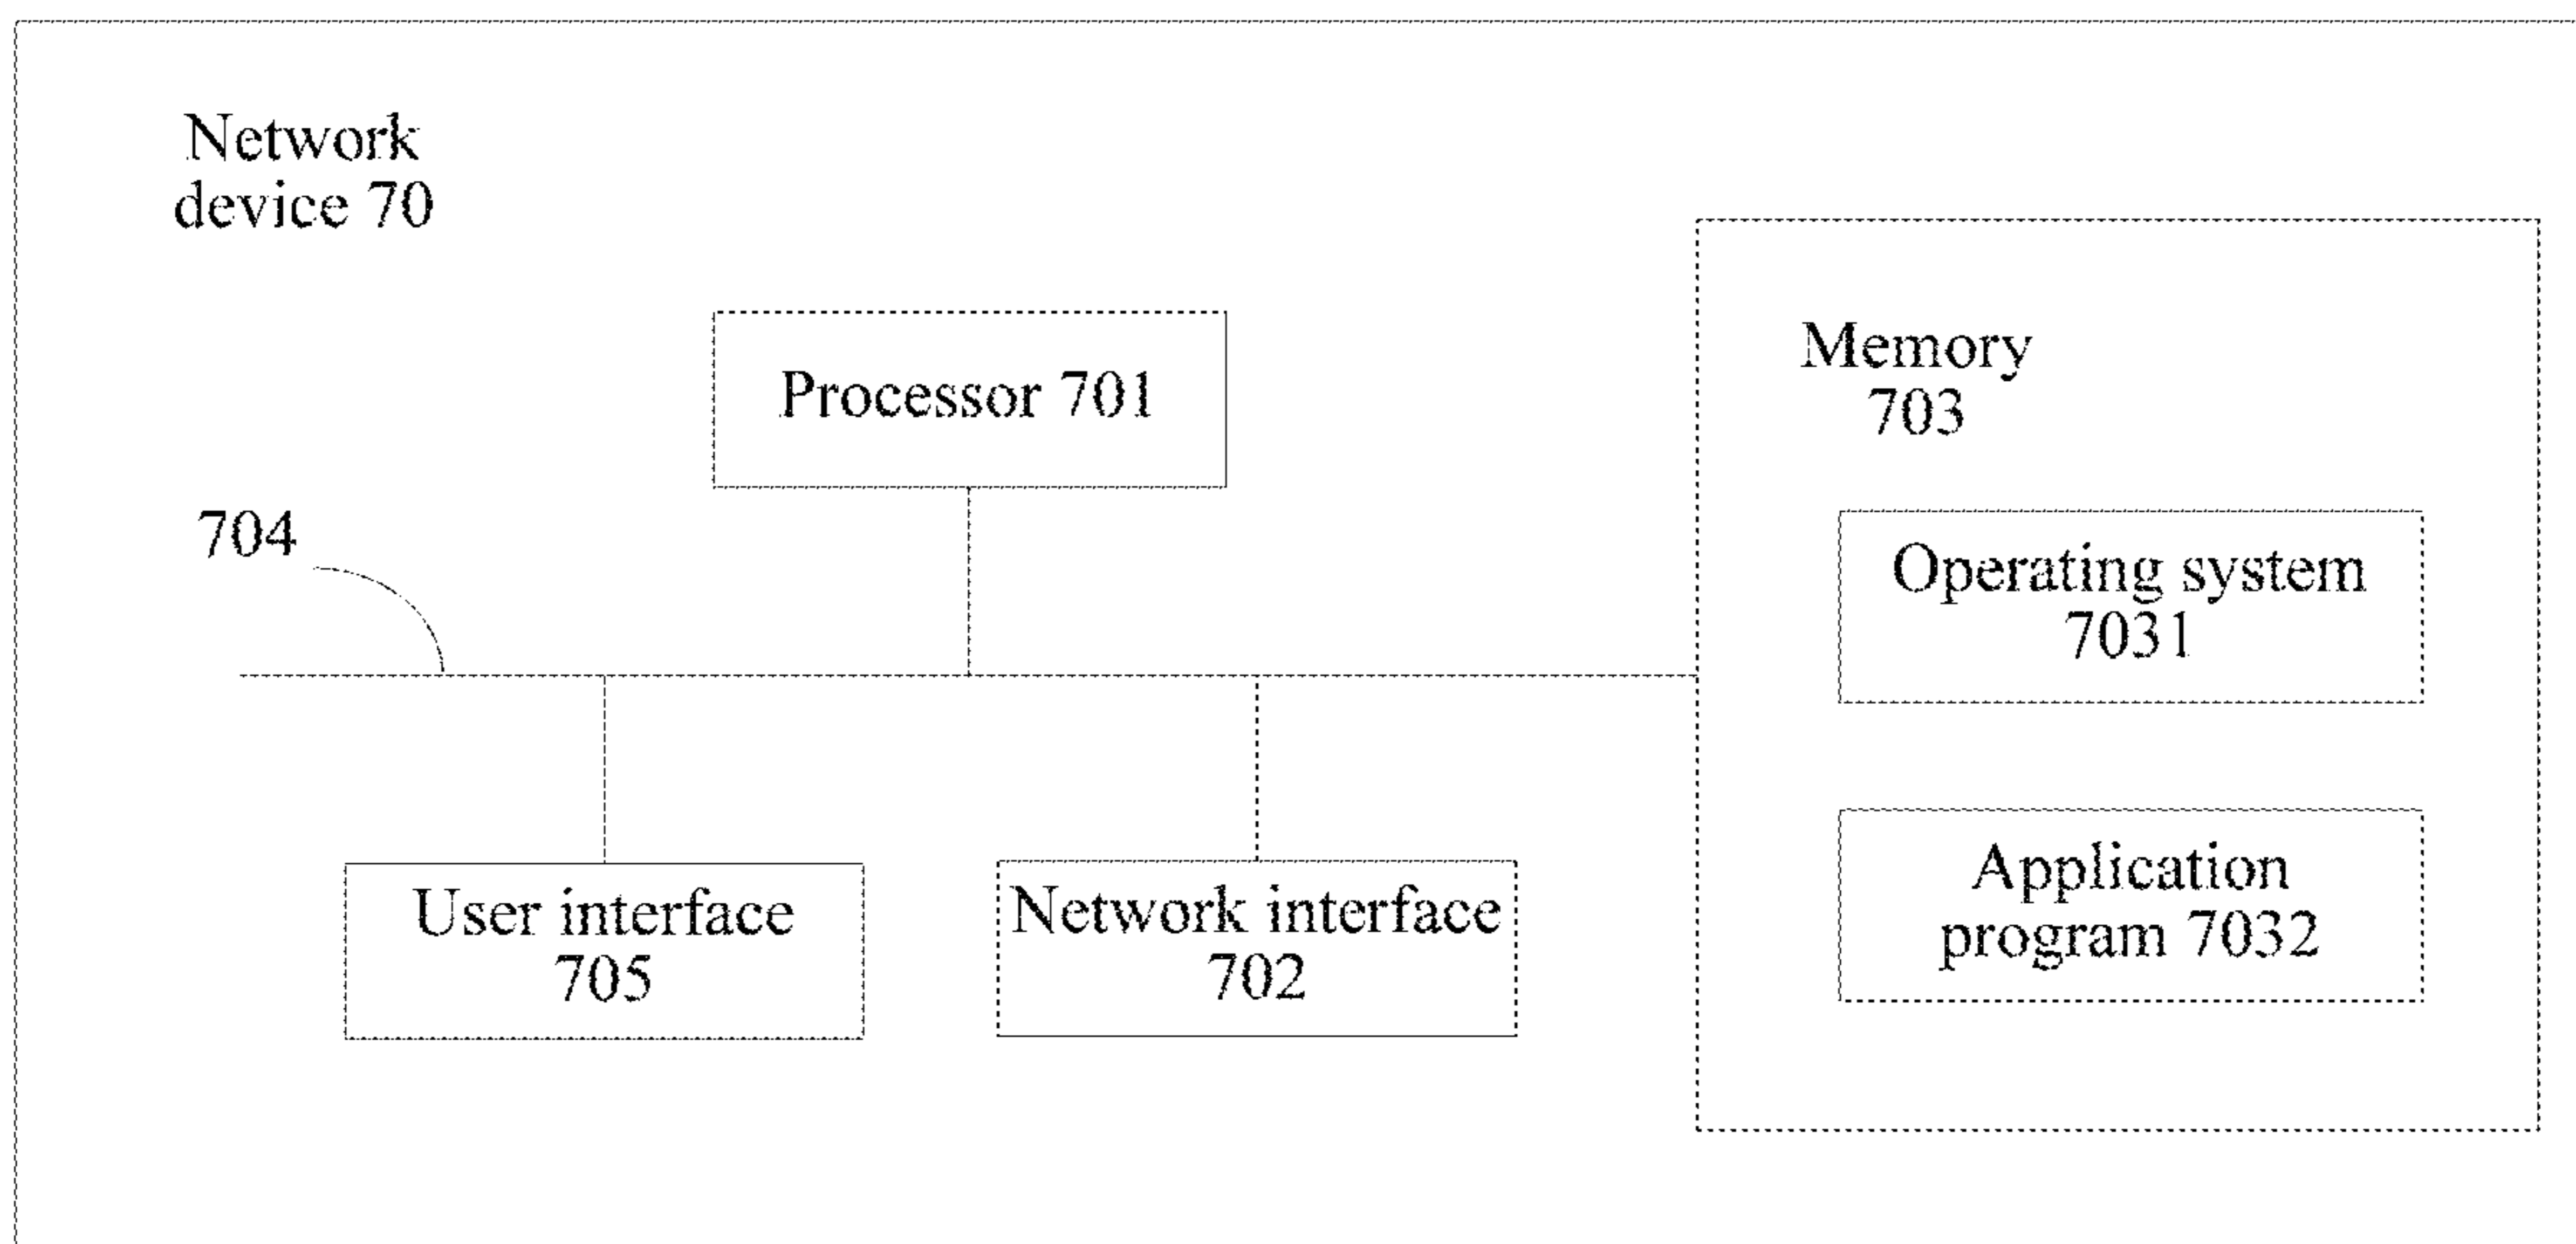 Network
device 70
Processor 701
Memory
703
704
Operating system
7031
User interface
705
Network interface
702
Application
program 7032